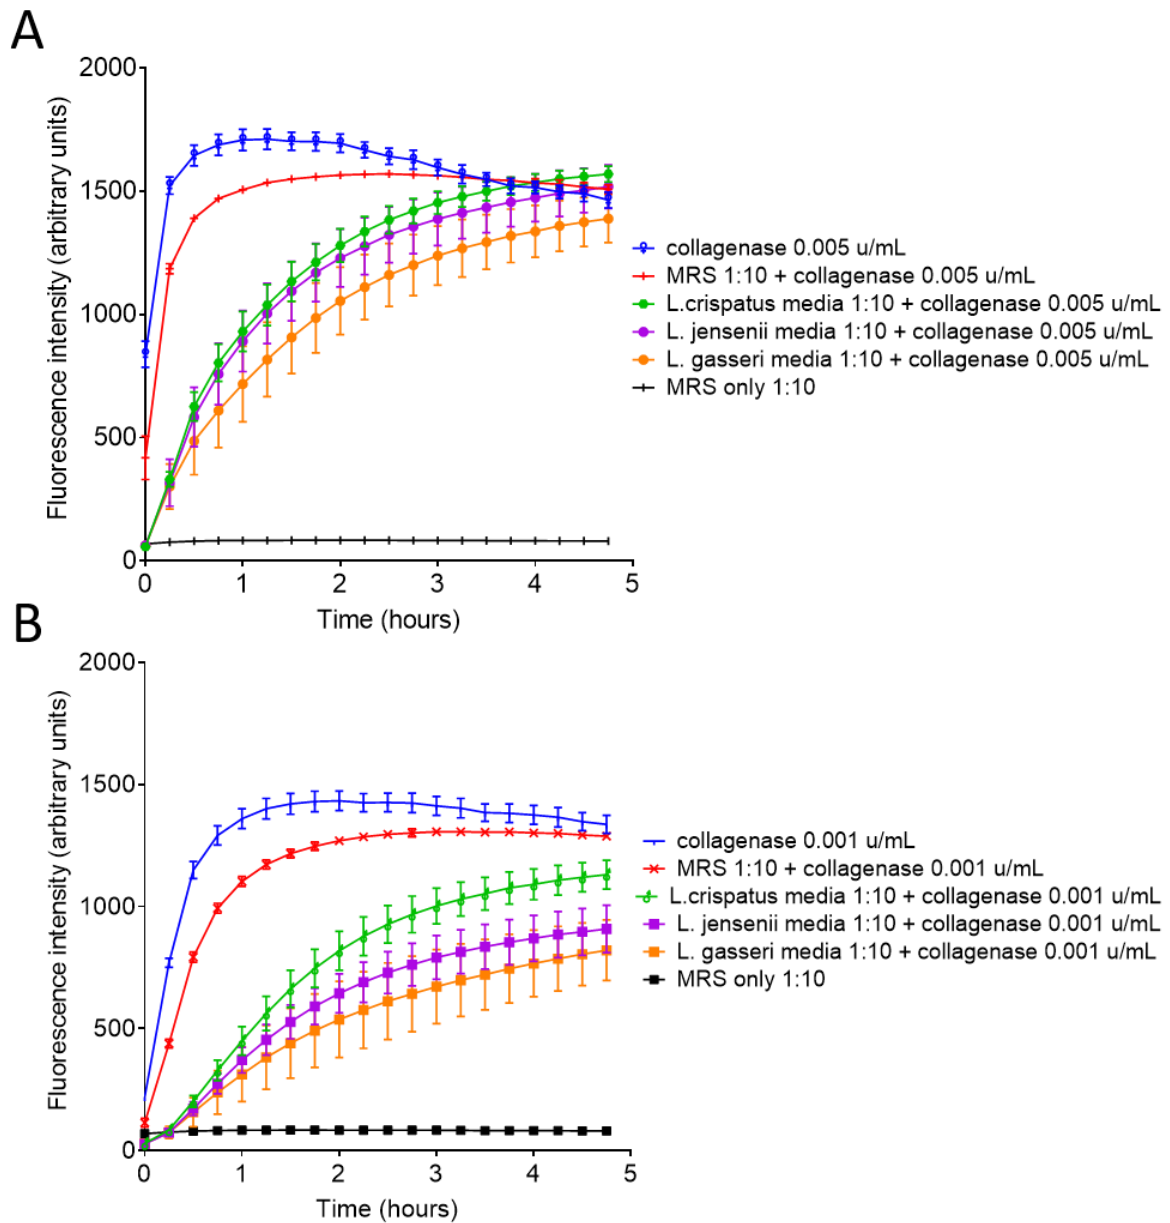 A
2000
1500
1000
500
0
Fluorescence intensity (arbitrary units)
0 1 2 3 4 5
Time (hours)
collagenase 0.005 u/mL
MRS 1:10 + collagenase 0.005 u/mL
L.crispatus media 1:10 + collagenase 0.005 u/mL
L. jensenii media 1:10 + collagenase 0.005 u/mL
L. gasseri media 1:10 + collagenase 0.005 u/mL
MRS only 1:10
B
2000
1500
1000
500
0
Fluorescence intensity (arbitrary units)
0 1 2 3 4 5
Time (hours)
collagenase 0.001 u/mL
MRS 1:10 + collagenase 0.001 u/mL
L.crispatus media 1:10 + collagenase 0.001 u/mL
L. jensenii media 1:10 + collagenase 0.001 u/mL
L. gasseri media 1:10 + collagenase 0.001 u/mL
MRS only 1:10